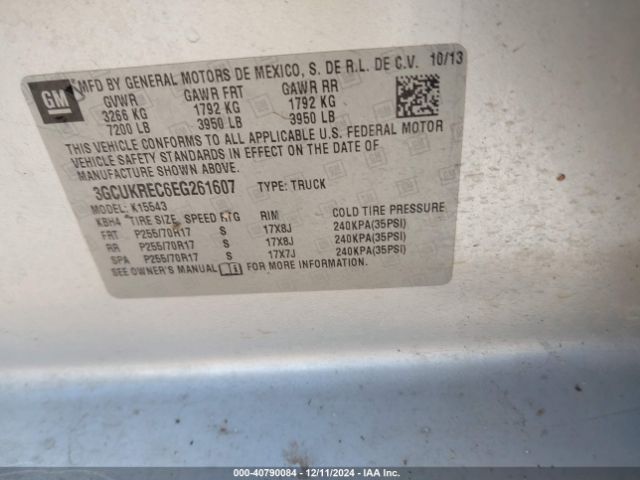 GM
MFD BY GENERAL MOTORS DE MEXICO, S. DE R.L. DE C.V. 10/13
GVWR GAWR FRT GAWR RR
3266 KG 1792 KG 1792 KG
7200 LB 3950 LB 3950 LB
THIS VEHICLE CONFORMS TO ALL APPLICABLE U.S. FEDERAL MOTOR
VEHICLE SAFETY STANDARDS IN EFFECT ON THE DATE OF
MANUFACTURE SHOWN ABOVE.
3GCUKREC6EG261607 TYPE: TRUCK
MODEL: K15543
KBH4 TIRE SIZE SPEED RTG RIM COLD TIRE PRESSURE
FRT P255/70R17 S 17X8J 240KPA(35PSI)
RR P255/70R17 S 17X8J 240KPA(35PSI)
SPA P255/70R17 S 17X7J 240KPA(35PSI)
SEE OWNER'S MANUAL FOR MORE INFORMATION.
000-40790084 - 12/11/2024 - IAA Inc.